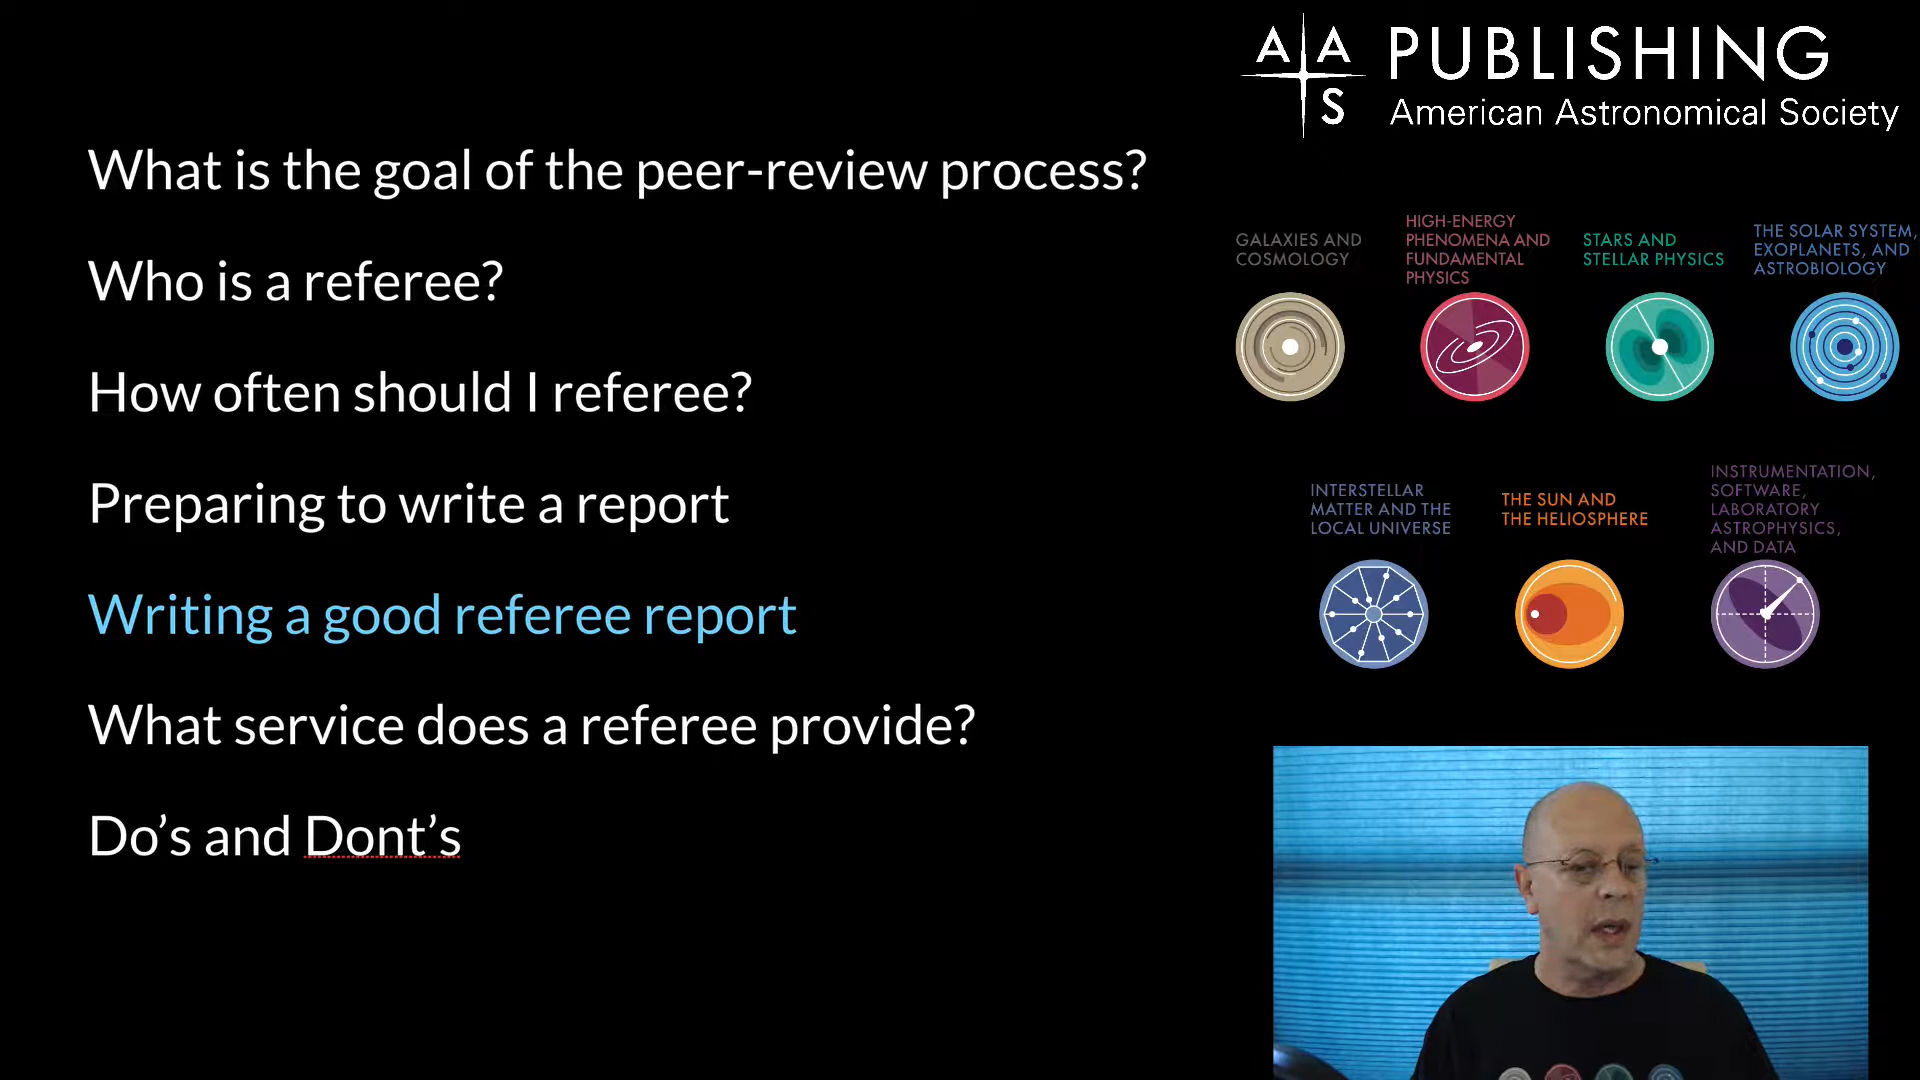 A A S
PUBLISHING
American Astronomical Society
What is the goal of the peer-review process?
Who is a referee?
How often should I referee?
Preparing to write a report
Writing a good referee report
What service does a referee provide?
Do’s and Dont’s
GALAXIES AND
COSMOLOGY
HIGH-ENERGY
PHENOMENA AND
FUNDAMENTAL
PHYSICS
STARS AND
STELLAR PHYSICS
THE SOLAR SYSTEM,
EXOPLANETS, AND
ASTROBIOLOGY
INTERSTELLAR
MATTER AND THE
LOCAL UNIVERSE
THE SUN AND
THE HELIOSPHERE
INSTRUMENTATION,
SOFTWARE,
LABORATORY
ASTROPHYSICS,
AND DATA